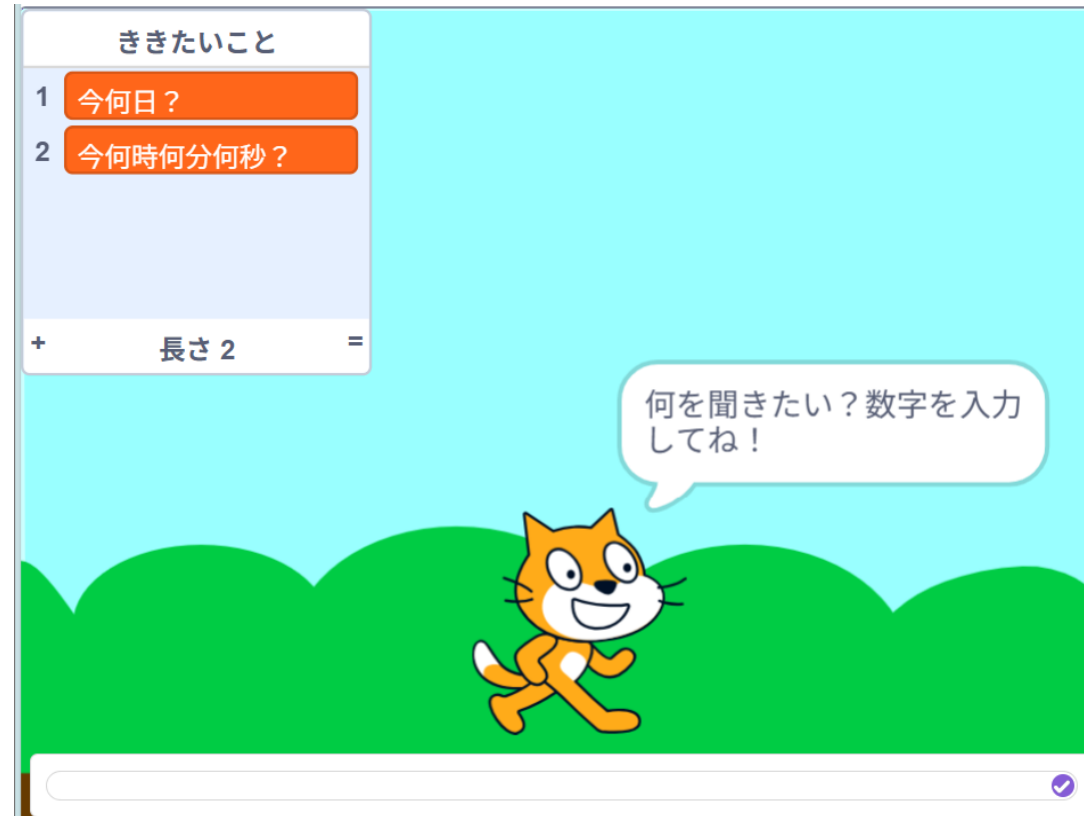 ききたいこと
1 今何日？
2 今何時何分何秒？
+ 長さ 2 =
何を聞きたい？数字を入力
してね！